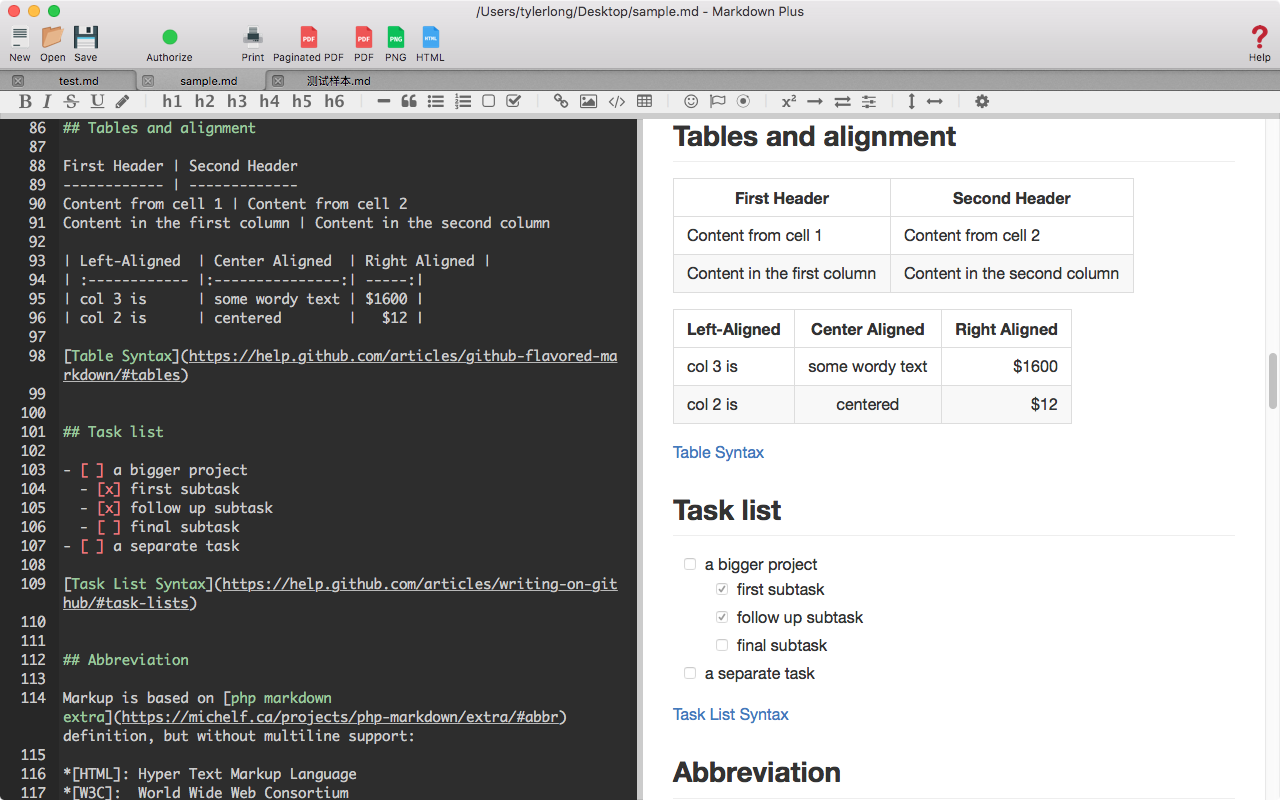 /Users/tylerlong/Desktop/sample.md - Markdown Plus
New Open Save Authorize Print Paginated PDF PDF PNG HTML Help
test.md sample.md 测试样本.md
B I S U h1 h2 h3 h4 h5 h6 x²
86 ## Tables and alignment
87
88 First Header | Second Header
89 ------------ | -------------
90 Content from cell 1 | Content from cell 2
91 Content in the first column | Content in the second column
92
93 | Left-Aligned  | Center Aligned  | Right Aligned |
94 | :------------ |:---------------:| -----:|
95 | col 3 is      | some wordy text | $1600 |
96 | col 2 is      | centered        |   $12 |
97
98 [Table Syntax](https://help.github.com/articles/github-flavored-ma
rkdown/#tables)
99
100
101 ## Task list
102
103 - [ ] a bigger project
104   - [x] first subtask
105   - [x] follow up subtask
106   - [ ] final subtask
107 - [ ] a separate task
108
109 [Task List Syntax](https://help.github.com/articles/writing-on-git
hub/#task-lists)
110
111
112 ## Abbreviation
113
114 Markup is based on [php markdown
extra](https://michelf.ca/projects/php-markdown/extra/#abbr)
definition, but without multiline support:
115
116 *[HTML]: Hyper Text Markup Language
117 *[W3C]:  World Wide Web Consortium
Tables and alignment
First Header Second Header
Content from cell 1 Content from cell 2
Content in the first column Content in the second column
Left-Aligned Center Aligned Right Aligned
col 3 is some wordy text $1600
col 2 is centered $12
Table Syntax
Task list
a bigger project
first subtask
follow up subtask
final subtask
a separate task
Task List Syntax
Abbreviation